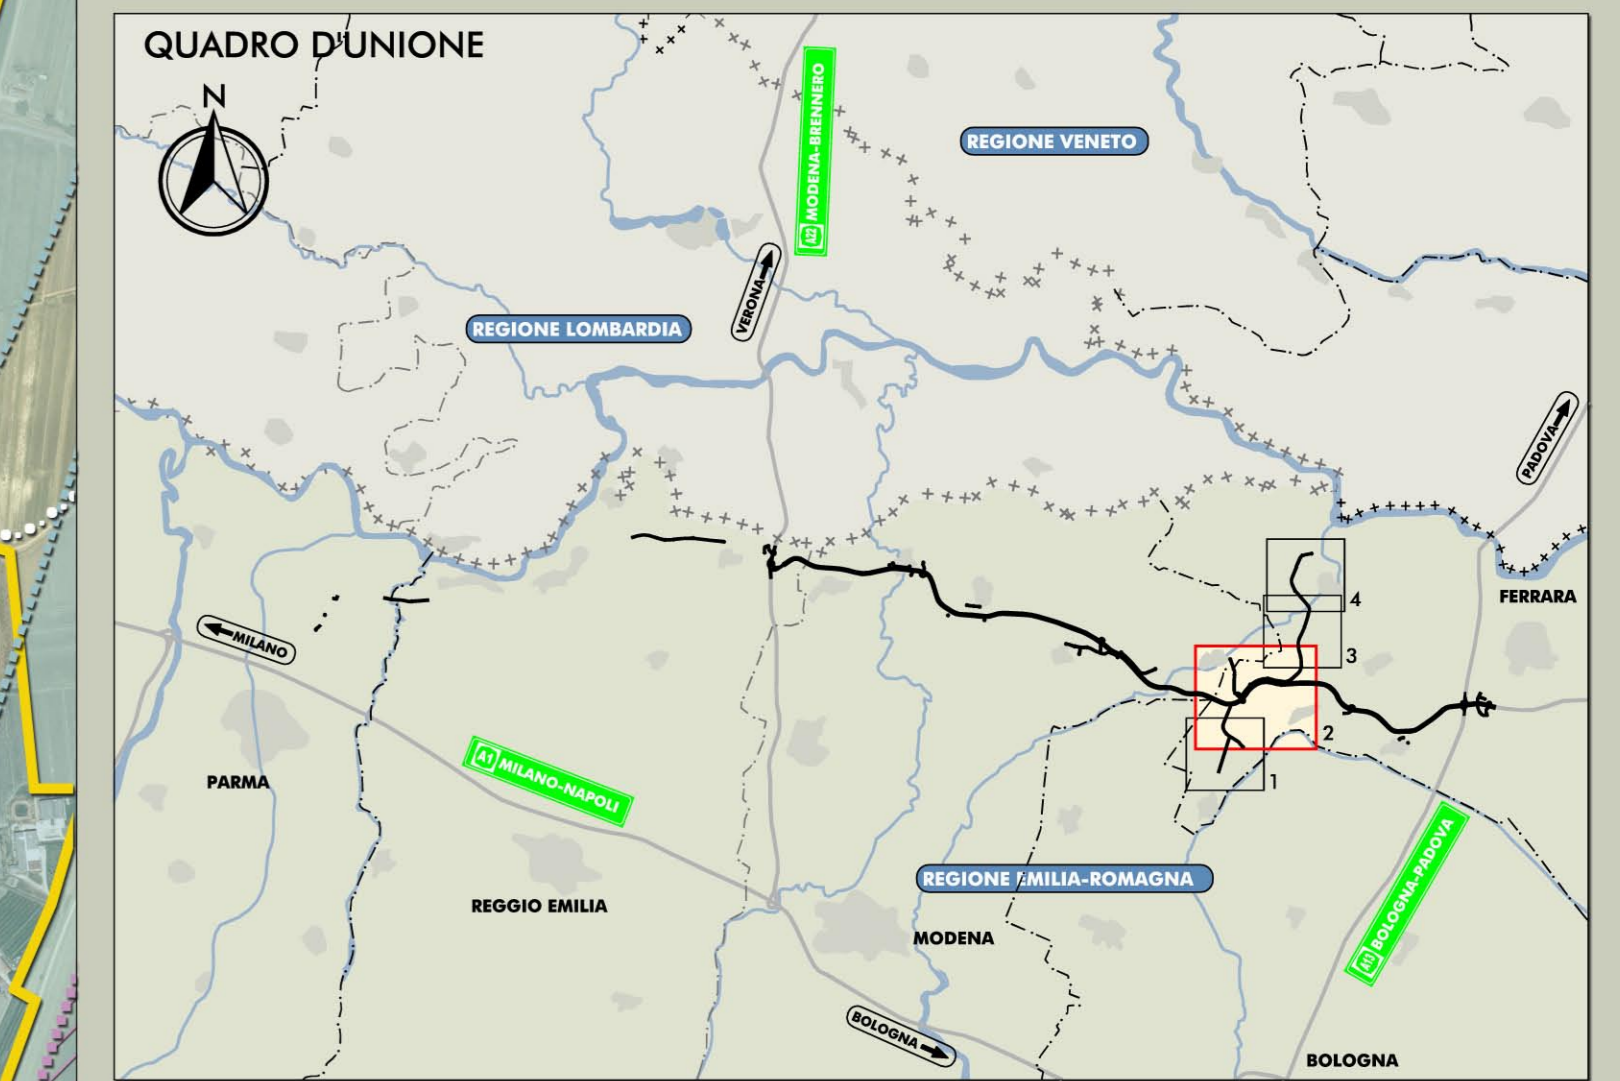 QUADRO D'UNIONE
N
A22 MODENA-BRENNERO
REGIONE VENETO
VERONA
REGIONE LOMBARDIA
PADOVA
4
FERRARA
MILANO
3
2
PARMA
A1 MILANO-NAPOLI
1
REGIONE EMILIA-ROMAGNA
A13 BOLOGNA-PADOVA
REGGIO EMILIA
MODENA
BOLOGNA
BOLOGNA